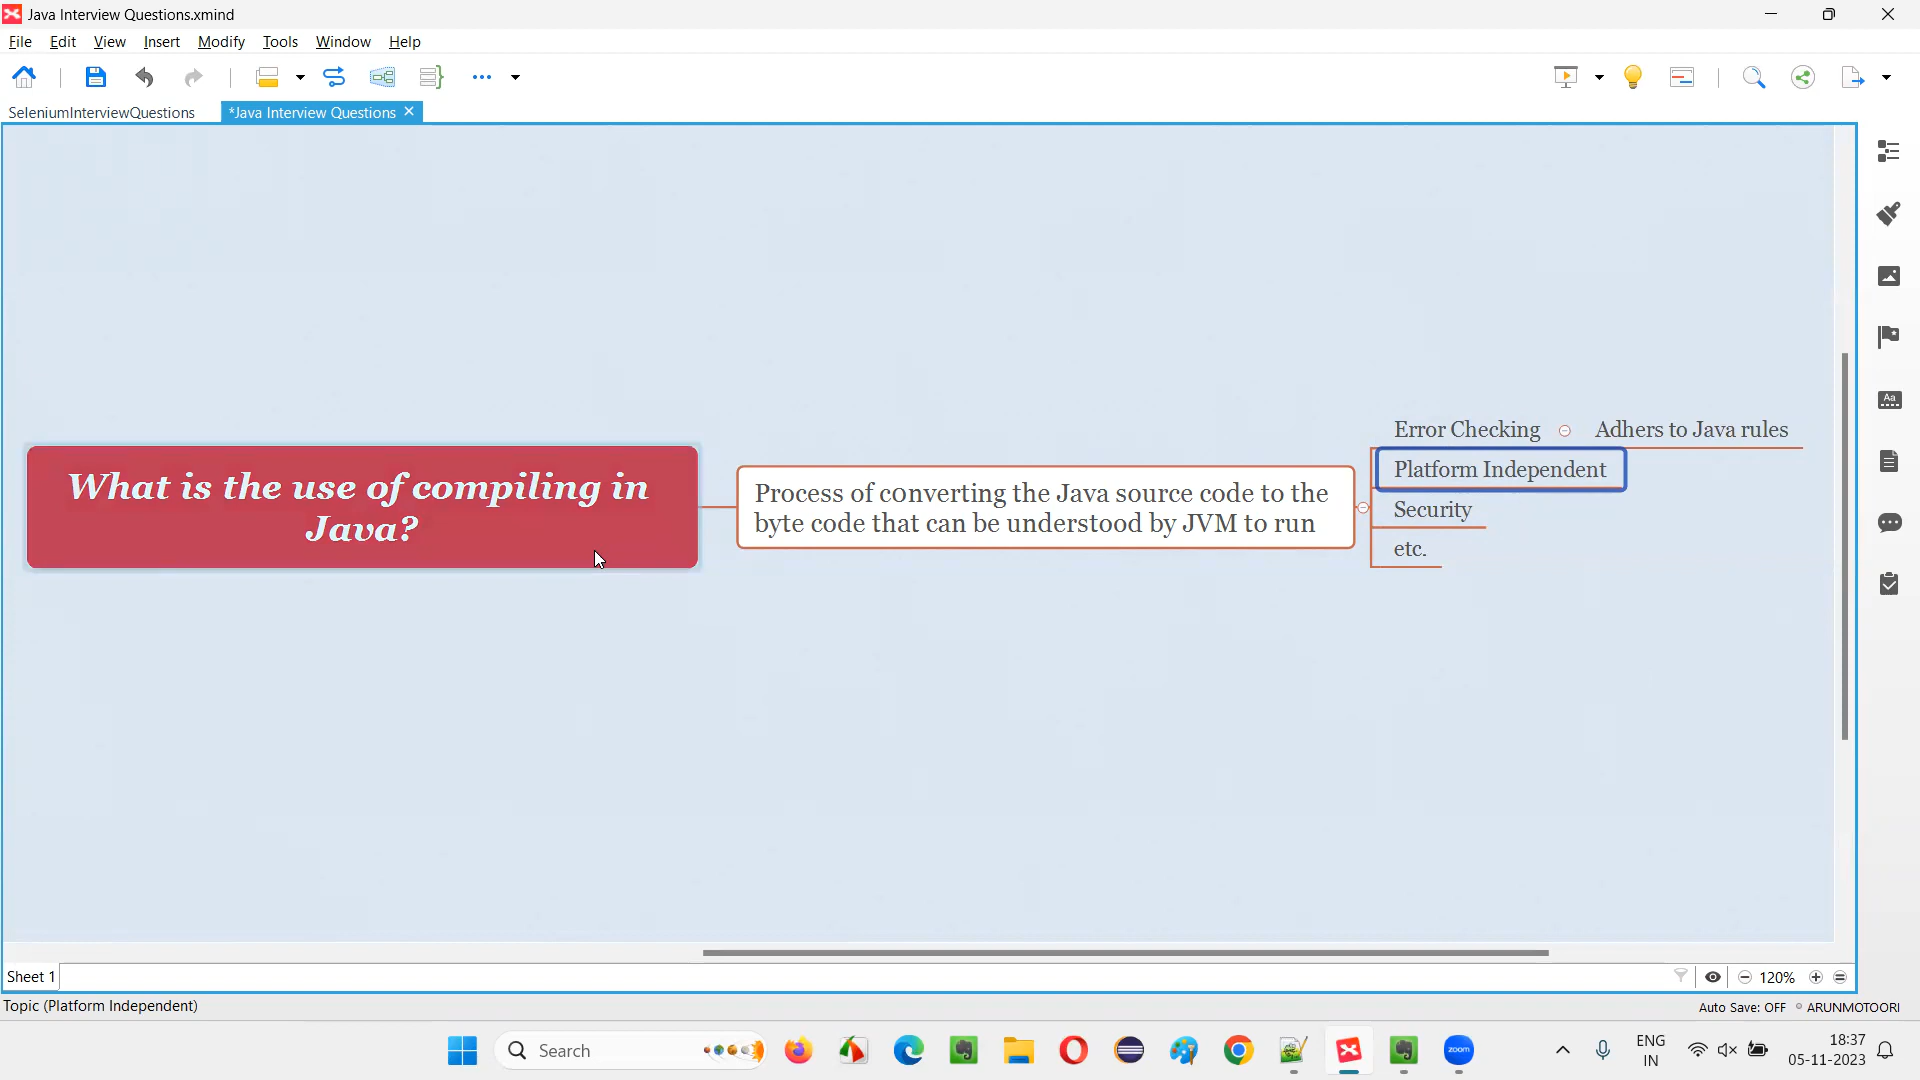 Java Interview Questions.xmind
File Edit View Insert Modify Tools Window Help
SeleniumInterviewQuestions *Java Interview Questions
What is the use of compiling in
Java?
Process of converting the Java source code to the
byte code that can be understood by JVM to run
Error Checking Adhers to Java rules
Platform Independent
Security
etc.
Aa
Sheet 1 120%
Topic (Platform Independent) Auto Save: OFF ARUNMOTOORI
Search zoom ENG 18:37
IN 05-11-2023